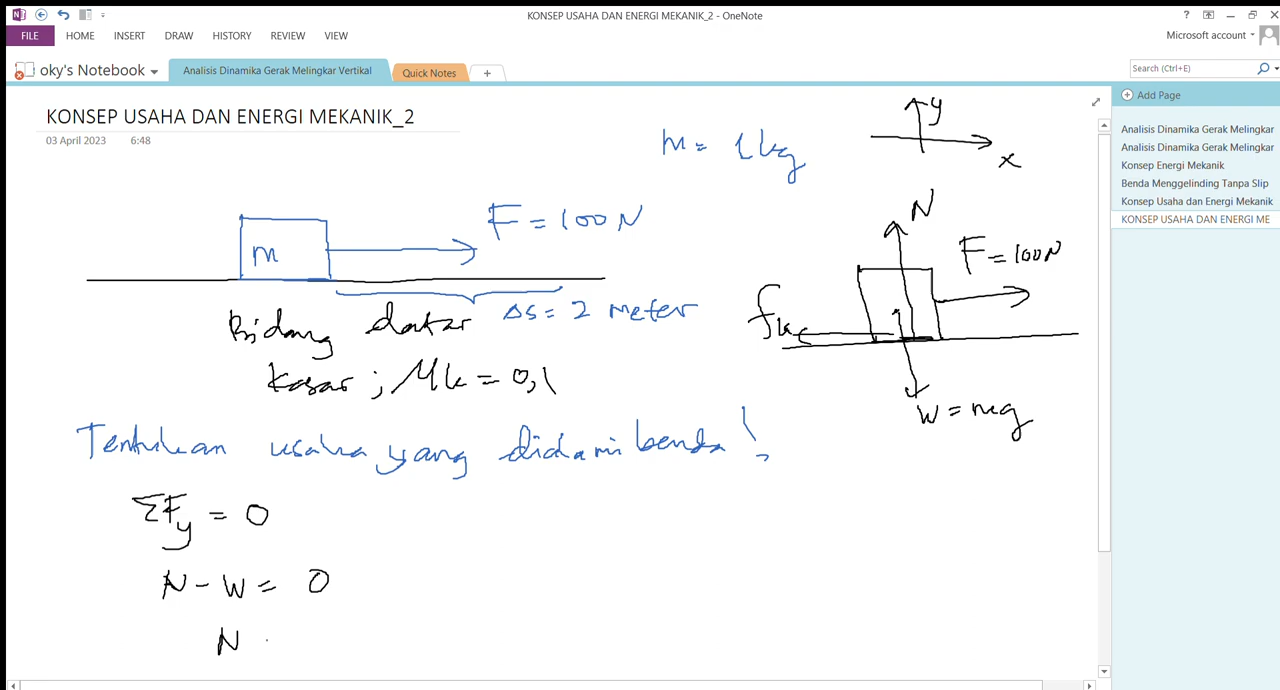 KONSEP USAHA DAN ENERGI MEKANIK_2 - OneNote
FILE HOME INSERT DRAW HISTORY REVIEW VIEW
Microsoft account
oky's Notebook
Analisis Dinamika Gerak Melingkar Vertikal
Quick Notes
Search (Ctrl+E)
KONSEP USAHA DAN ENERGI MEKANIK_2
03 April 2023 6:48
Add Page
Analisis Dinamika Gerak Melingkar
Analisis Dinamika Gerak Melingkar
Konsep Energi Mekanik
Benda Menggelinding Tanpa Slip
Konsep Usaha dan Energi Mekanik
KONSEP USAHA DAN ENERGI ME
m = 1 kg
y
x
m
F = 100 N
Δs = 2 meter
Bidang datar
kasar ; μk = 0,1
N
F = 100N
fk
W = mg
Tentukan usaha yang dialami benda !
ΣFy = 0
N - W = 0
N